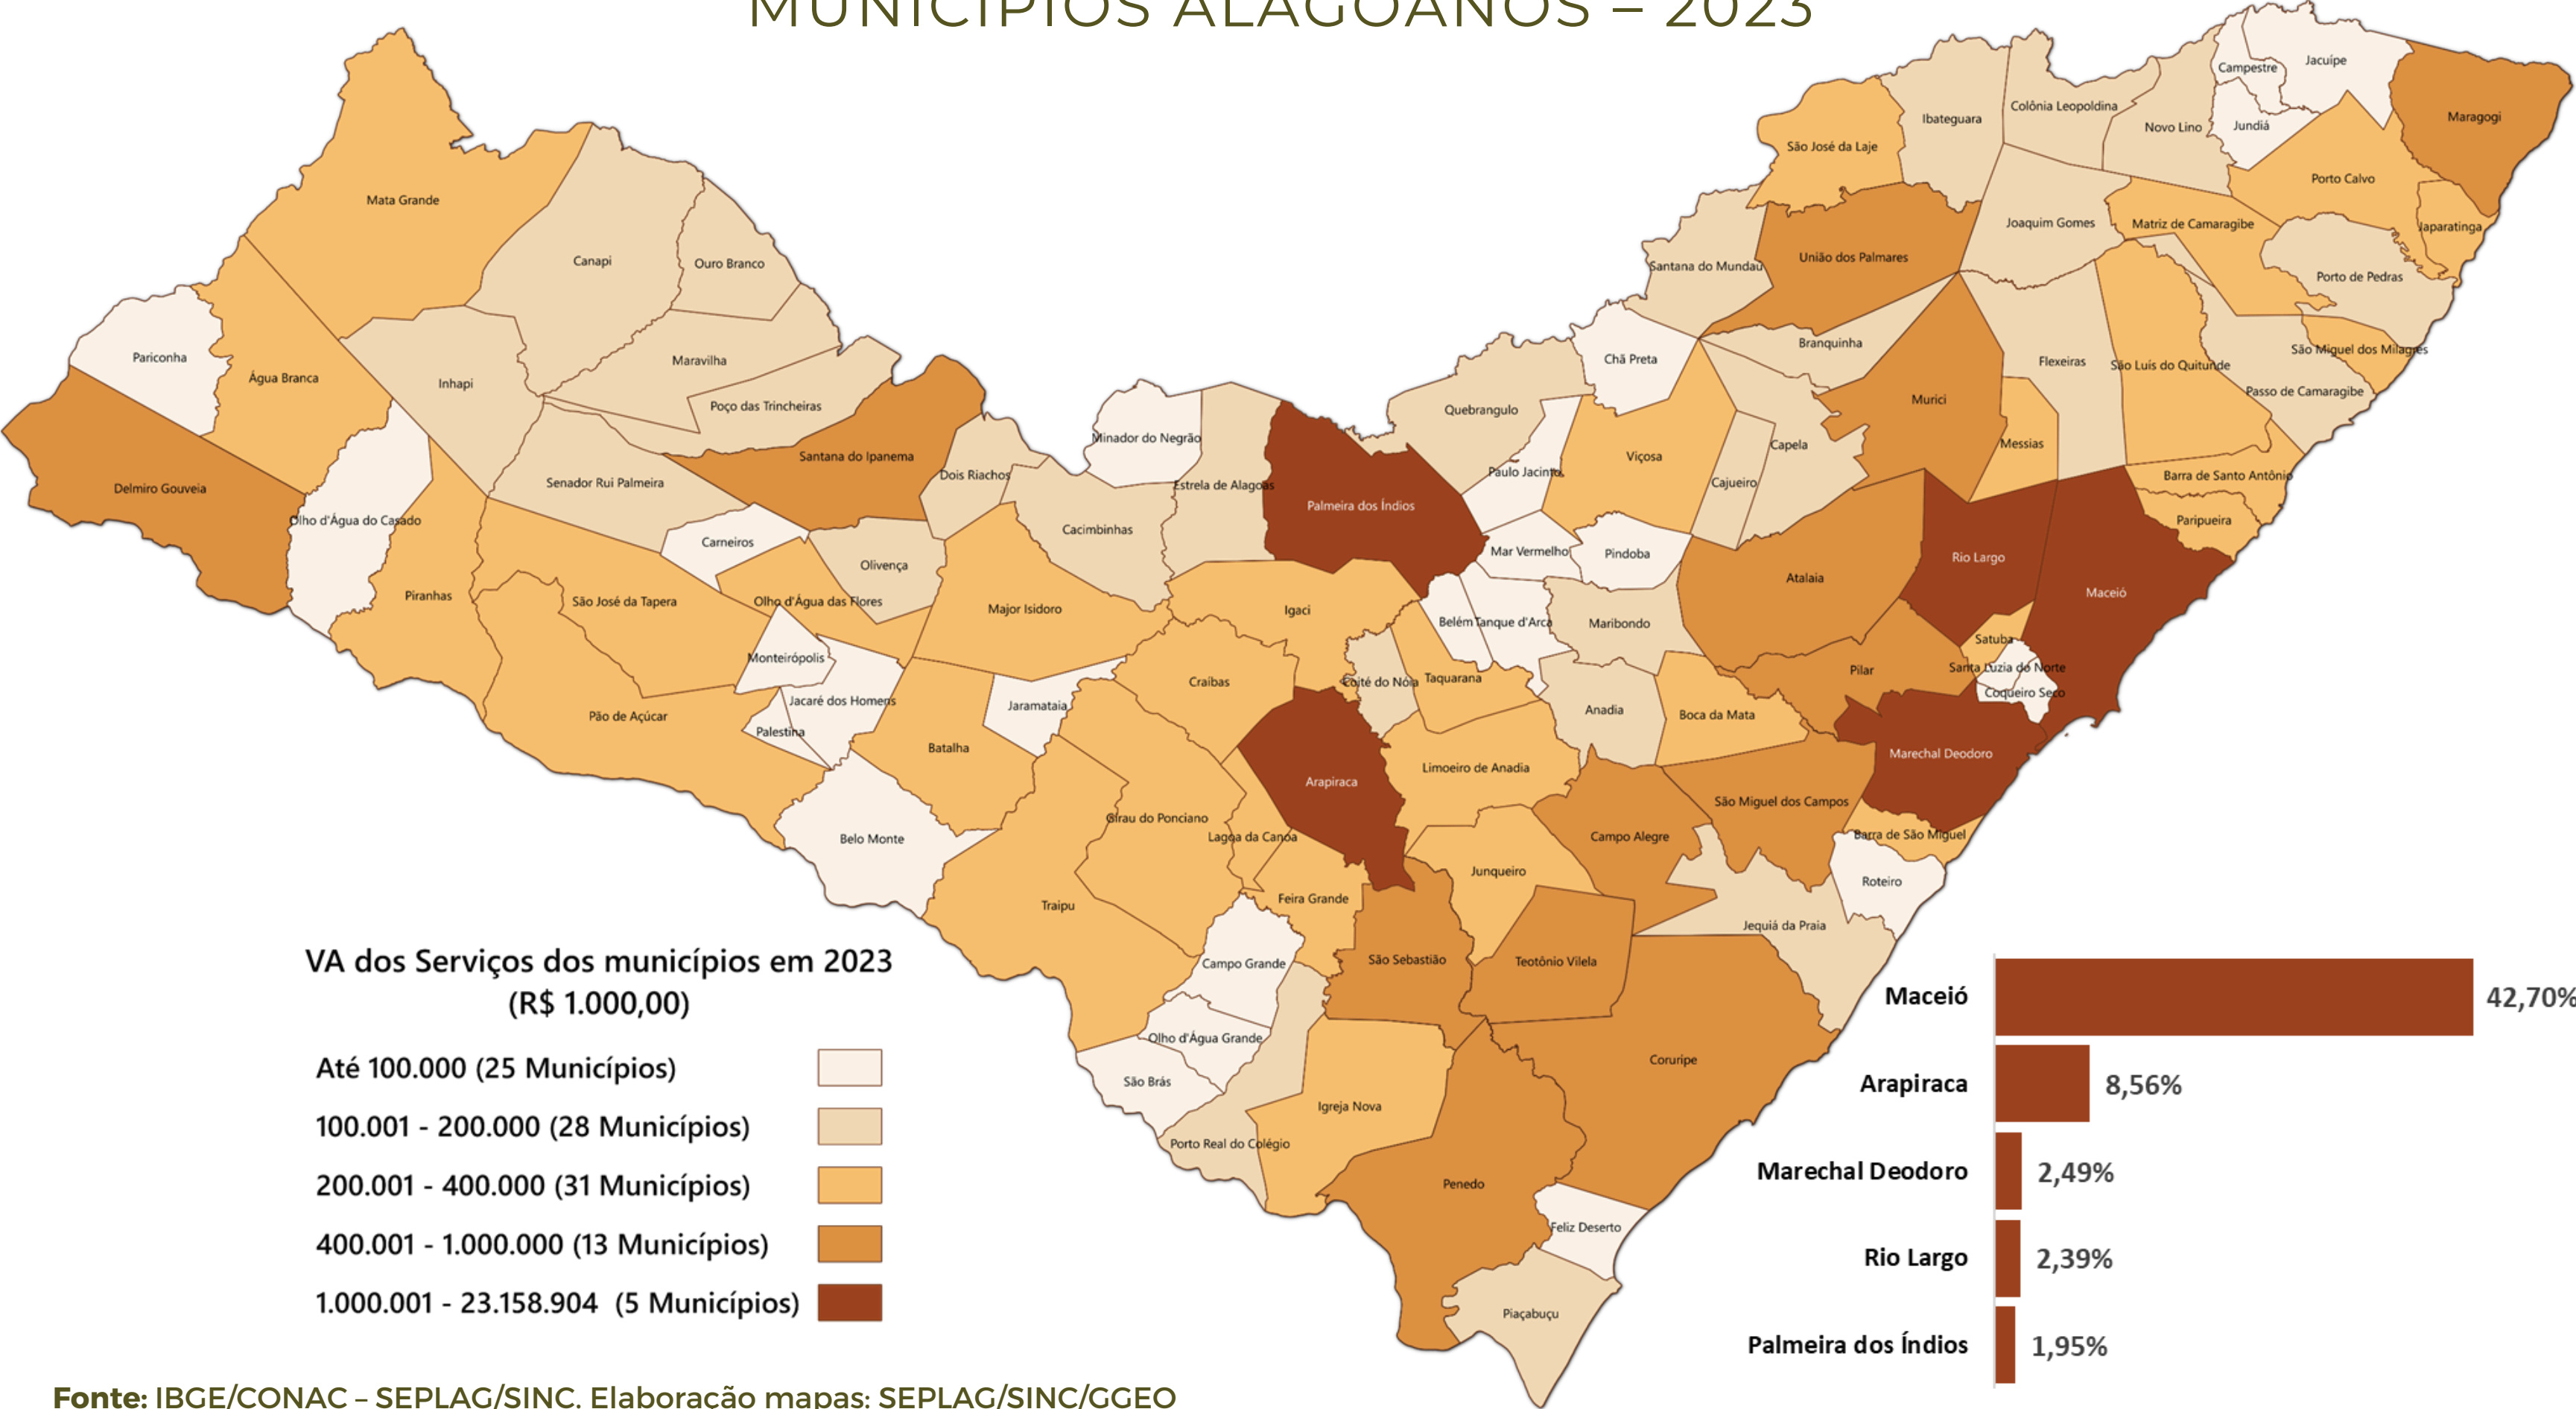 MUNICÍPIOS ALAGOANOS – 2023
Jacuípe
Campestre
Maragogi
Colônia Leopoldina
Ibateguara
Jundiá
Novo Lino
São José da Laje
Porto Calvo
Mata Grande
Joaquim Gomes
Matriz de Camaragibe
Japaratinga
União dos Palmares
Canapi
Ouro Branco
Santana do Mundaú
Porto de Pedras
Branquinha
São Miguel dos Milagres
Pariconha
Maravilha
Chã Preta
Flexeiras
São Luís do Quitunde
Água Branca
Inhapi
Passo de Camaragibe
Murici
Poço das Trincheiras
Quebrangulo
Minador do Negrão
Messias
Capela
Santana do Ipanema
Viçosa
Dois Riachos
Paulo Jacinto
Barra de Santo Antônio
Senador Rui Palmeira
Estrela de Alagoas
Cajueiro
Delmiro Gouveia
Palmeira dos Índios
Olho d'Água do Casado
Paripueira
Cacimbinhas
Carneiros
Mar Vermelho
Pindoba
Rio Largo
Olivença
Atalaia
Maceió
Piranhas
São José da Tapera
Olho d'Água das Flores
Major Isidoro
Igaci
Belém
Tanque d'Arca
Maribondo
Satuba
Monteirópolis
Santa Luzia do Norte
Pilar
Craíbas
Coité do Nóia
Taquarana
Coqueiro Seco
Jacaré dos Homens
Jaramataia
Anadia
Boca da Mata
Pão de Açúcar
Palestina
Batalha
Marechal Deodoro
Limoeiro de Anadia
Arapiraca
São Miguel dos Campos
Girau do Ponciano
Barra de São Miguel
Belo Monte
Lagoa da Canoa
Campo Alegre
Junqueiro
Roteiro
Feira Grande
Traipu
Jequiá da Praia
São Sebastião
Teotônio Vilela
Campo Grande
Olho d'Água Grande
Coruripe
São Brás
Igreja Nova
Porto Real do Colégio
Penedo
Feliz Deserto
Piaçabuçu
VA dos Serviços dos municípios em 2023
(R$ 1.000,00)
Até 100.000 (25 Municípios)
100.001 - 200.000 (28 Municípios)
200.001 - 400.000 (31 Municípios)
400.001 - 1.000.000 (13 Municípios)
1.000.001 - 23.158.904 (5 Municípios)
Maceió 42,70%
Arapiraca 8,56%
Marechal Deodoro 2,49%
Rio Largo 2,39%
Palmeira dos Índios 1,95%
Fonte: IBGE/CONAC – SEPLAG/SINC. Elaboração mapas: SEPLAG/SINC/GGEO